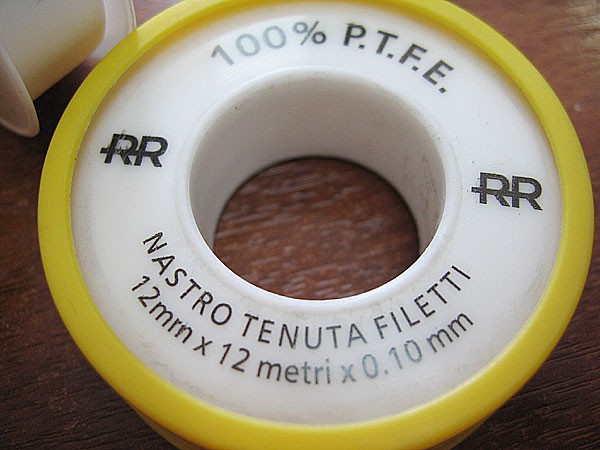 100% P.T.F.E.
RR
RR
NASTRO TENUTA FILETTI
12mm x 12 metri x 0.10 mm